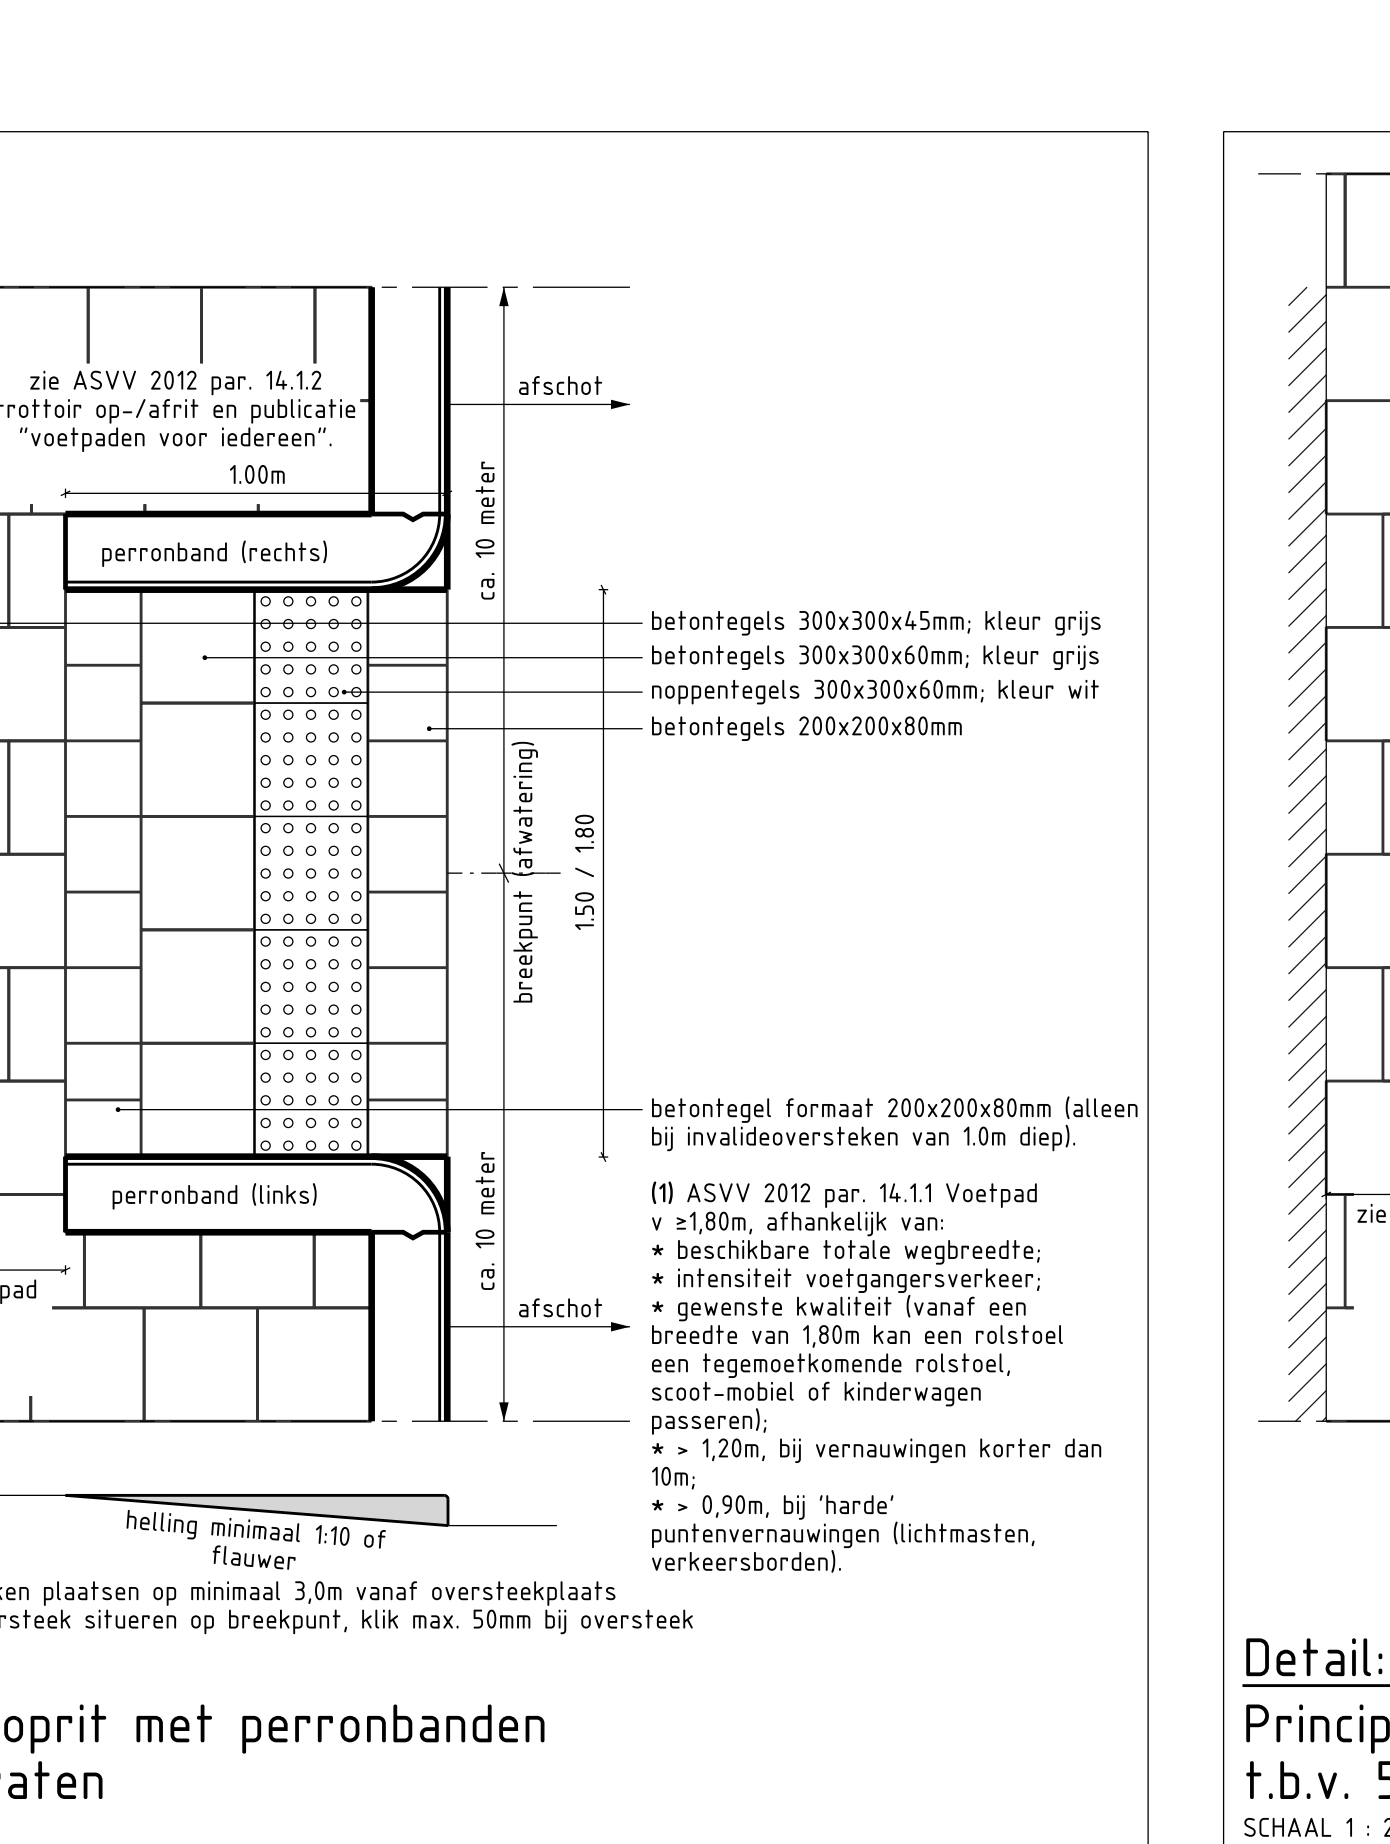 zie ASVV 2012 par. 14.1.2
trottoir op-/afrit en publicatie
"voetpaden voor iedereen".
1.00m
afschot
ca. 10 meter
perronband (rechts)
betontegels 300x300x45mm; kleur grijs
betontegels 300x300x60mm; kleur grijs
noppentegels 300x300x60mm; kleur wit
betontegels 200x200x80mm
breekpunt (afwatering)
1.50 / 1.80
betontegel formaat 200x200x80mm (alleen
bij invalideoversteken van 1.0m diep).
perronband (links)
ca. 10 meter
pad
afschot
(1) ASVV 2012 par. 14.1.1 Voetpad
v ≥1,80m, afhankelijk van:
* beschikbare totale wegbreedte;
* intensiteit voetgangersverkeer;
* gewenste kwaliteit (vanaf een
breedte van 1,80m kan een rolstoel
een tegemoetkomende rolstoel,
scoot-mobiel of kinderwagen
passeren);
* > 1,20m, bij vernauwingen korter dan
10m;
* > 0,90m, bij 'harde'
puntenvernauwingen (lichtmasten,
verkeersborden).
helling minimaal 1:10 of
flauwer
ken plaatsen op minimaal 3,0m vanaf oversteekplaats
rsteek situeren op breekpunt, klik max. 50mm bij oversteek
oprit met perronbanden
raten
zie
Detail:
Princip
t.b.v. 5
SCHAAL 1 : 2